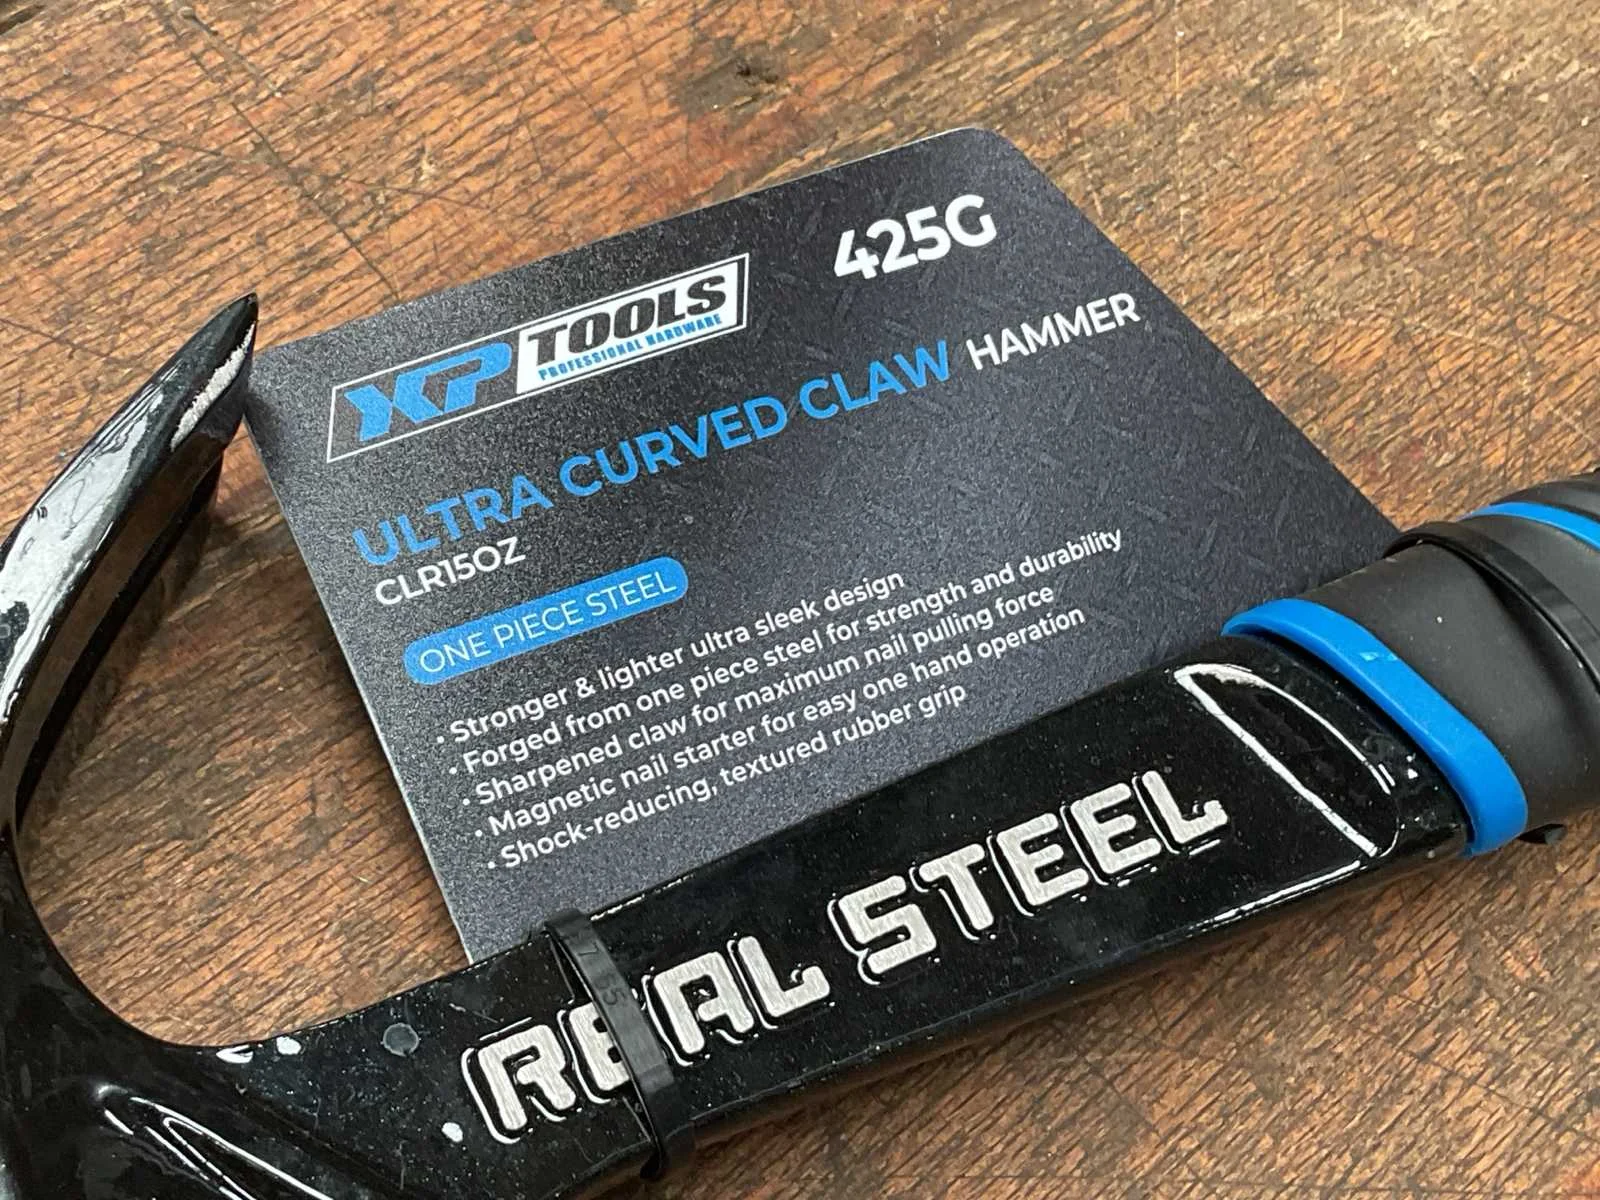 425G
XP TOOLS
PROFESSIONAL HARDWARE
ULTRA CURVED CLAW HAMMER
CLR15OZ
ONE PIECE STEEL
• Stronger & lighter ultra sleek design
• Forged from one piece steel for strength and durability
• Sharpened claw for maximum nail pulling force
• Magnetic nail starter for easy one hand operation
• Shock-reducing, textured rubber grip
REAL STEEL